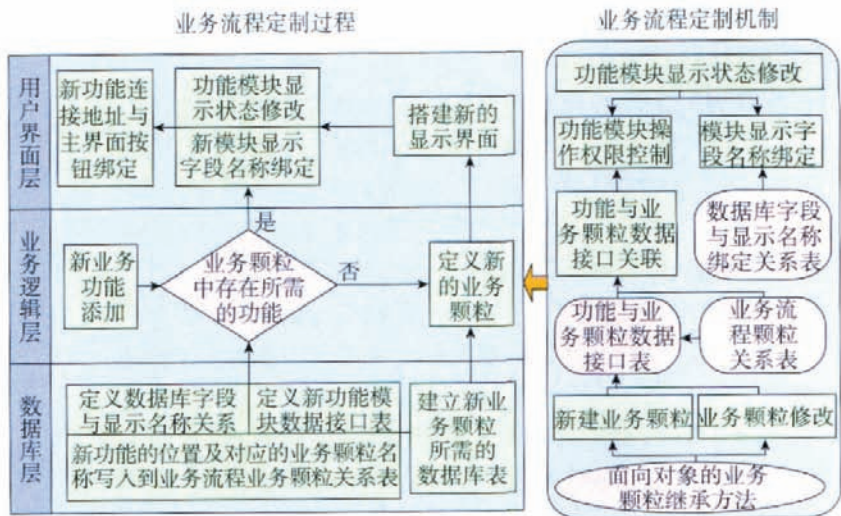 业务流程定制过程
用户界面层
新功能连
接地址与
主界面按
钮绑定
功能模块显
示状态修改
新模块显示
字段名称绑定
搭建新的
显示界面
业务逻辑层
新业务
功能
添加
业务颗粒
中存在所需
的功能
是
否
定义新
的业务
颗粒
数据库层
定义数据库字段
与显示名称关系
定义新功能模
块数据接口表
新功能的位置及对应的业务颗粒名
称写入到业务流程业务颗粒关系表
建立新业
务颗粒
所需的
数据库表
业务流程定制机制
功能模块显示状态修改
功能模块操
作权限控制
模块显示字
段名称绑定
功能与业
务颗粒数据
接口关联
数据库字段
与显示名称
绑定关系表
功能与业
务颗粒数据
接口表
业务流
程颗粒
关系表
新建业务颗粒
业务颗粒修改
面向对象的业务
颗粒继承方法